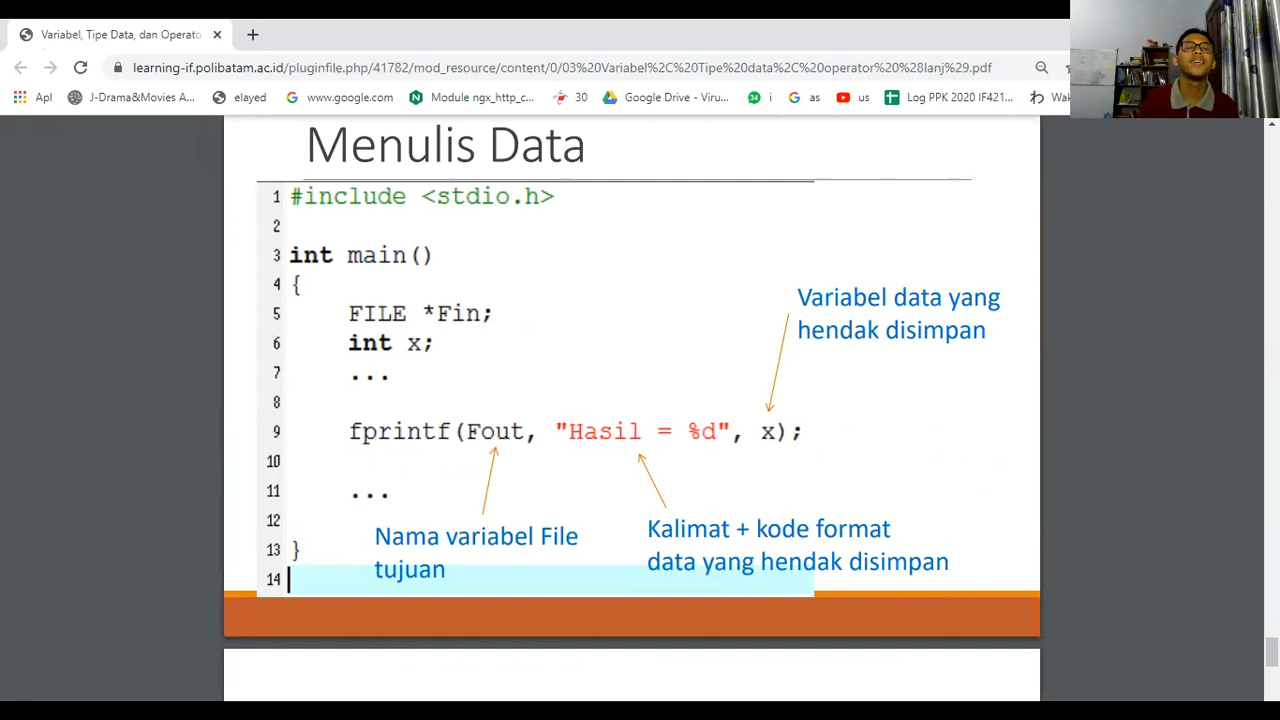 Variabel, Tipe Data, dan Operato
learning-if.polibatam.ac.id/pluginfile.php/41782/mod_resource/content/0/03%20Variabel%2C%20Tipe%20data%2C%20operator%20%28lanj%29.pdf
Apl J-Drama&Movies A... elayed www.google.com Module ngx_http_c... 30 Google Drive - Viru... i as us Log PPK 2020 IF421...
Menulis Data
1 #include <stdio.h>
2
3 int main()
4 {
5 FILE *Fin;
6 int x;
7 ...
8
Variabel data yang
hendak disimpan
9 fprintf(Fout, "Hasil = %d", x);
10
11 ...
12
13 }
14
Nama variabel File
tujuan
Kalimat + kode format
data yang hendak disimpan